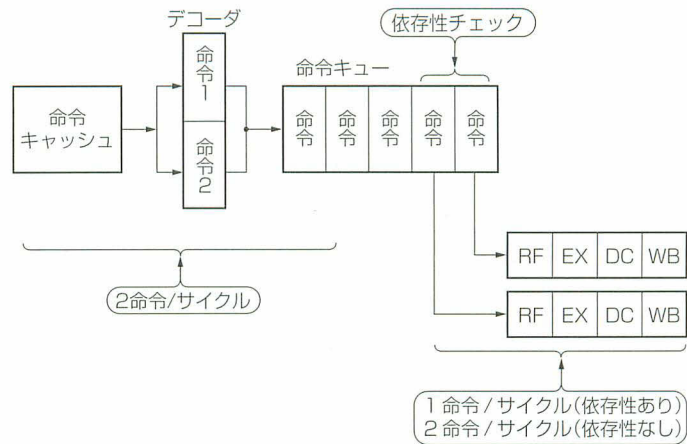 デコーダ
依存性チェック
命令キュー
命令
キャッシュ
命令1
命令2
命令
命令
命令
命令
命令
2命令/サイクル
RF EX DC WB
RF EX DC WB
1命令/サイクル(依存性あり)
2命令/サイクル(依存性なし)